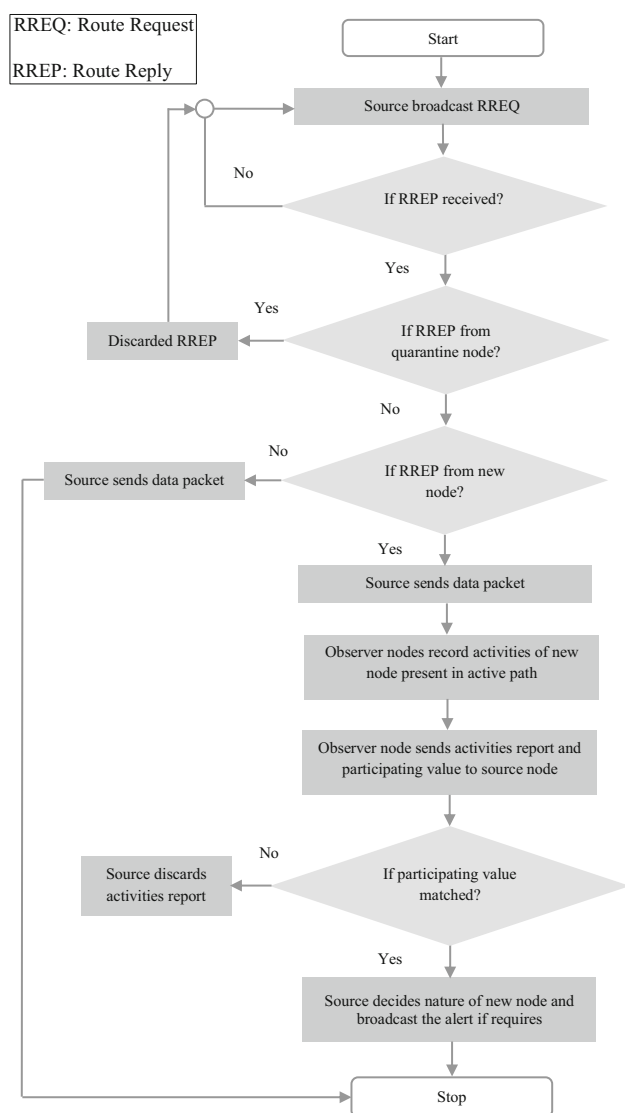 RREQ: Route Request
RREP: Route Reply
Start
Source broadcast RREQ
No
If RREP received?
Yes
Yes
If RREP from
quarantine node?
Discarded RREP
No
No
If RREP from new
node?
Source sends data packet
Yes
Source sends data packet
Observer nodes record activities of new
node present in active path
Observer node sends activities report and
participating value to source node
No
If participating value
matched?
Source discards
activities report
Yes
Source decides nature of new node and
broadcast the alert if requires
Stop